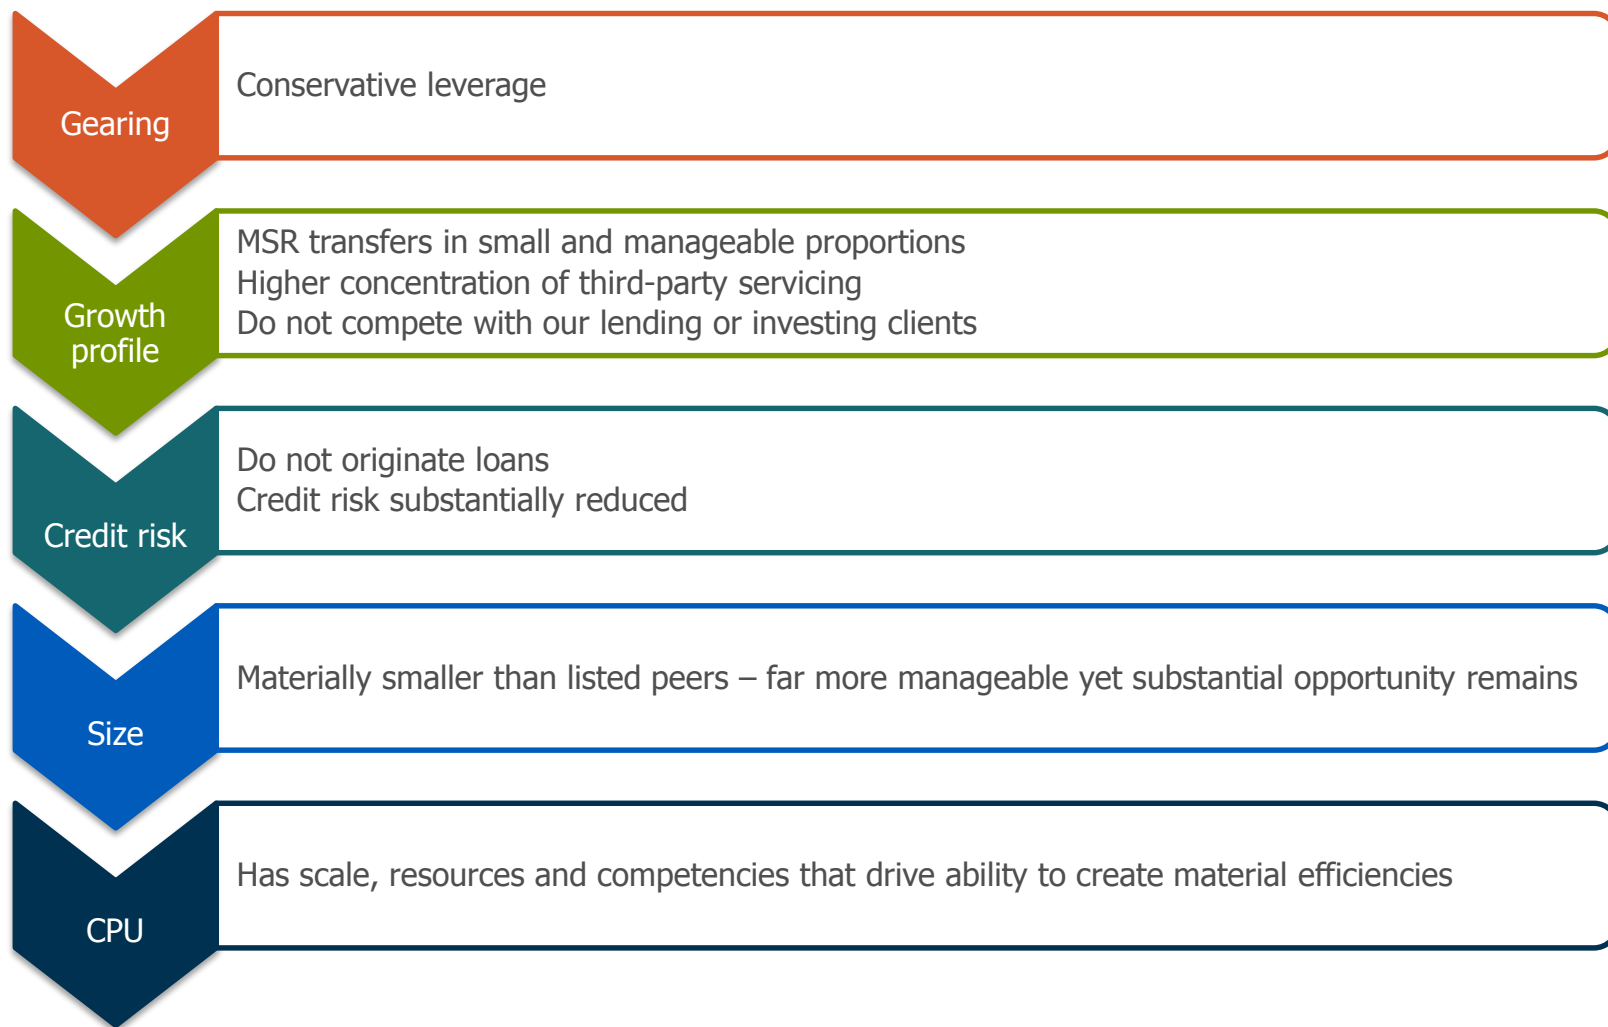 Gearing
Conservative leverage
Growth
profile
MSR transfers in small and manageable proportions
Higher concentration of third-party servicing
Do not compete with our lending or investing clients
Credit risk
Do not originate loans
Credit risk substantially reduced
Size
Materially smaller than listed peers – far more manageable yet substantial opportunity remains
CPU
Has scale, resources and competencies that drive ability to create material efficiencies